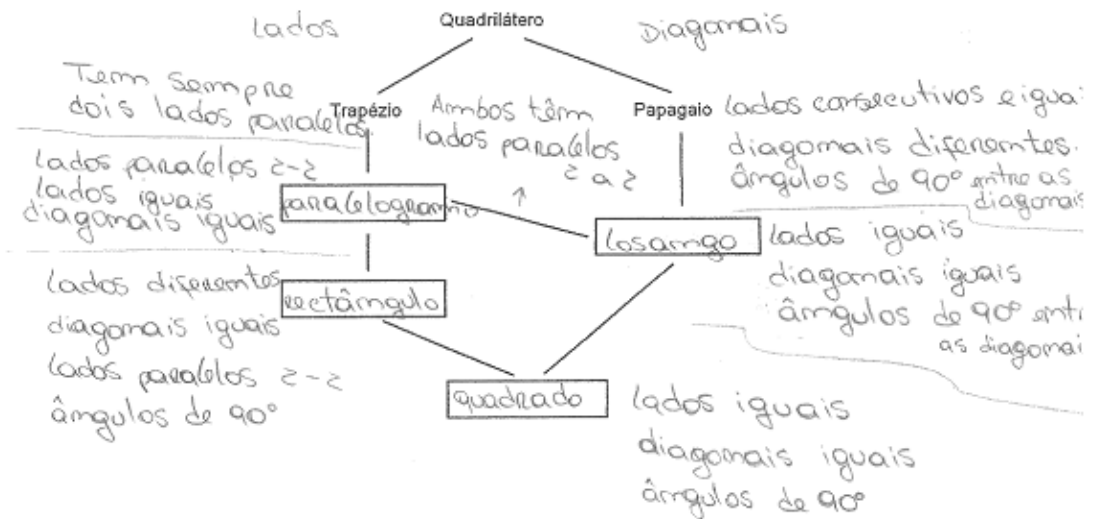 Lados Quadrilátero Diagonais
Tem sempre
dois lados paralelos
Trapézio
Ambos têm
lados paralelos
2 a 2
↑
Papagaio
lados consecutivos e iguai
diagonais diferentes.
ângulos de 90° entre as
diagonais
lados paralelos 2-2
lados iguais
diagonais iguais
paralelogramo
losango
lados iguais
diagonais iguais
ângulos de 90° entr
as diagonai
lados diferentes
diagonais iguais
lados paralelos 2-2
ângulos de 90°
rectângulo
quadrado
lados iguais
diagonais iguais
ângulos de 90°